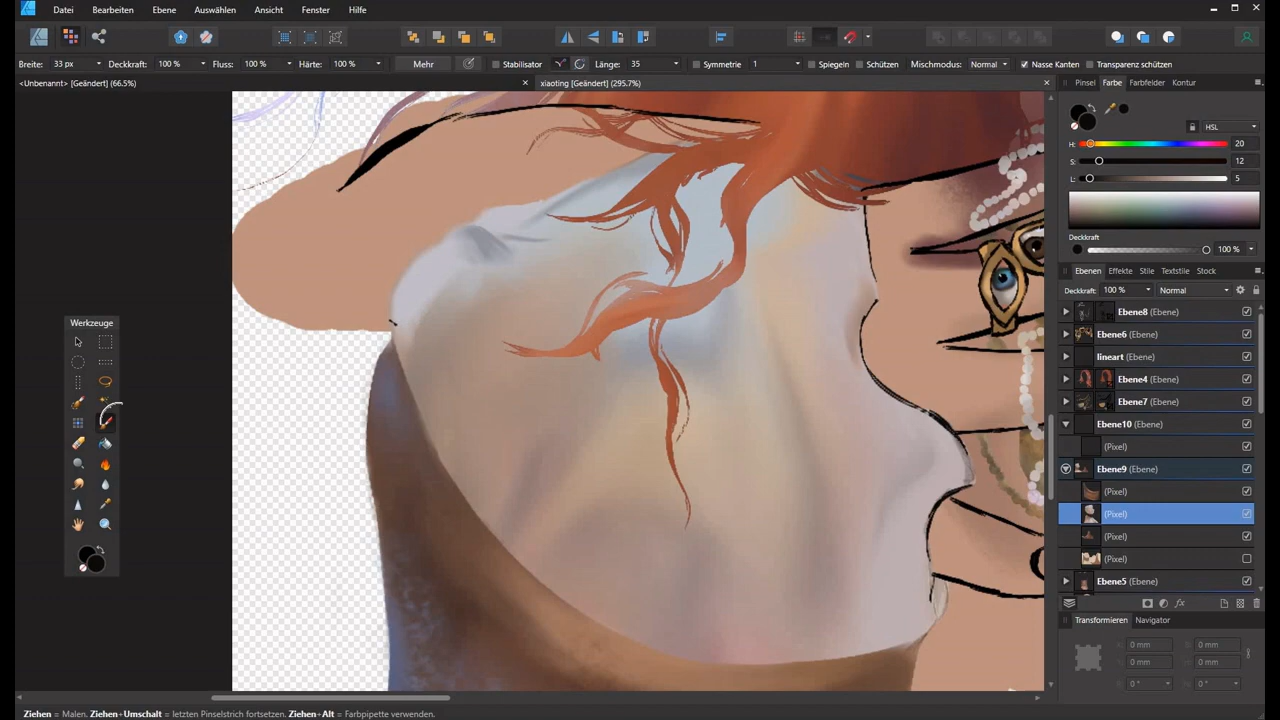 Datei Bearbeiten Ebene Auswählen Ansicht Fenster Hilfe
Breite: 33 px Deckkraft: 100 % Fluss: 100 % Härte: 100 % Mehr Stabilisator Länge: 35 Symmetrie 1 Spiegeln Schützen Mischmodus: Normal Nasse Kanten Transparenz schützen
<Unbenannt> [Geändert] (66.5%) xiaoting [Geändert] (295.7%)
Pinsel Farbe Farbfelder Kontur
HSL
H: 20
S: 12
L: 5
Deckkraft
100 %
Ebenen Effekte Stile Textstile Stock
Deckkraft: 100 % Normal
Ebene8 (Ebene)
Werkzeuge
Ebene6 (Ebene)
lineart (Ebene)
Ebene4 (Ebene)
Ebene7 (Ebene)
Ebene10 (Ebene)
(Pixel)
Ebene9 (Ebene)
(Pixel)
(Pixel)
(Pixel)
(Pixel)
Ebene5 (Ebene)
fx
Transformieren Navigator
0 mm 0 mm
0 mm 0 mm
0 ° 0 °
Ziehen = Malen. Ziehen+Umschalt = letzten Pinselstrich fortsetzen. Ziehen+Alt = Farbpipette verwenden.